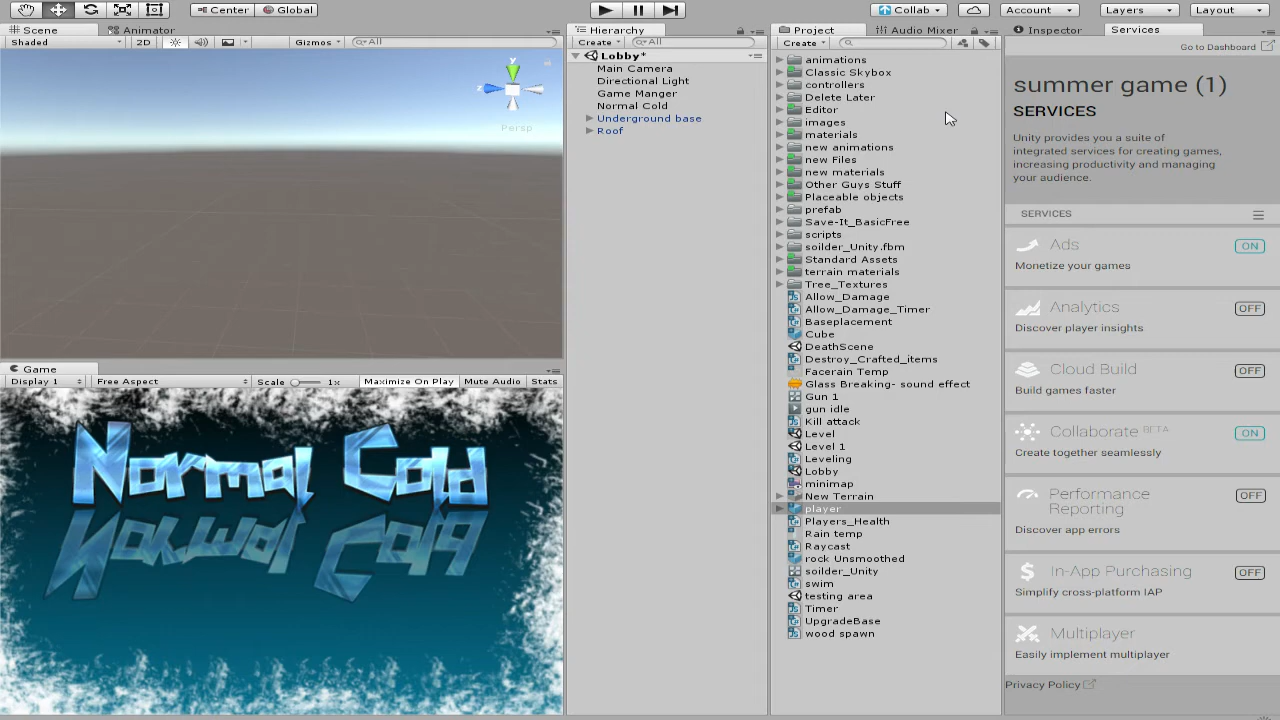 Center
Global
Collab
Account
Layers
Layout
Scene
Animator
Shaded
2D
Gizmos
All
y
z
Persp
Game
Display 1
Free Aspect
Scale
1x
Maximize On Play
Mute Audio
Stats
Normal Cold
Normal Cold
Hierarchy
Create
All
Lobby*
Main Camera
Directional Light
Game Manger
Normal Cold
Underground base
Roof
Project
Audio Mixer
Create
animations
Classic Skybox
controllers
Delete Later
Editor
images
materials
new animations
new Files
new materials
Other Guys Stuff
Placeable objects
prefab
Save-It_BasicFree
scripts
soilder_Unity.fbm
Standard Assets
terrain materials
Tree_Textures
Allow_Damage
Allow_Damage_Timer
Baseplacement
Cube
DeathScene
Destroy_Crafted_items
Facerain Temp
Glass Breaking- sound effect
Gun 1
gun idle
Kill attack
Level
Level 1
Leveling
Lobby
minimap
New Terrain
player
Players_Health
Rain temp
Raycast
rock Unsmoothed
soilder_Unity
swim
testing area
Timer
UpgradeBase
wood spawn
Inspector
Services
Go to Dashboard
summer game (1)
SERVICES
Unity provides you a suite of
integrated services for creating games,
increasing productivity and managing
your audience.
SERVICES
Ads
ON
Monetize your games
Analytics
OFF
Discover player insights
Cloud Build
OFF
Build games faster
Collaborate BETA
ON
Create together seamlessly
Performance
Reporting
OFF
Discover app errors
In-App Purchasing
OFF
Simplify cross-platform IAP
Multiplayer
Easily implement multiplayer
Privacy Policy